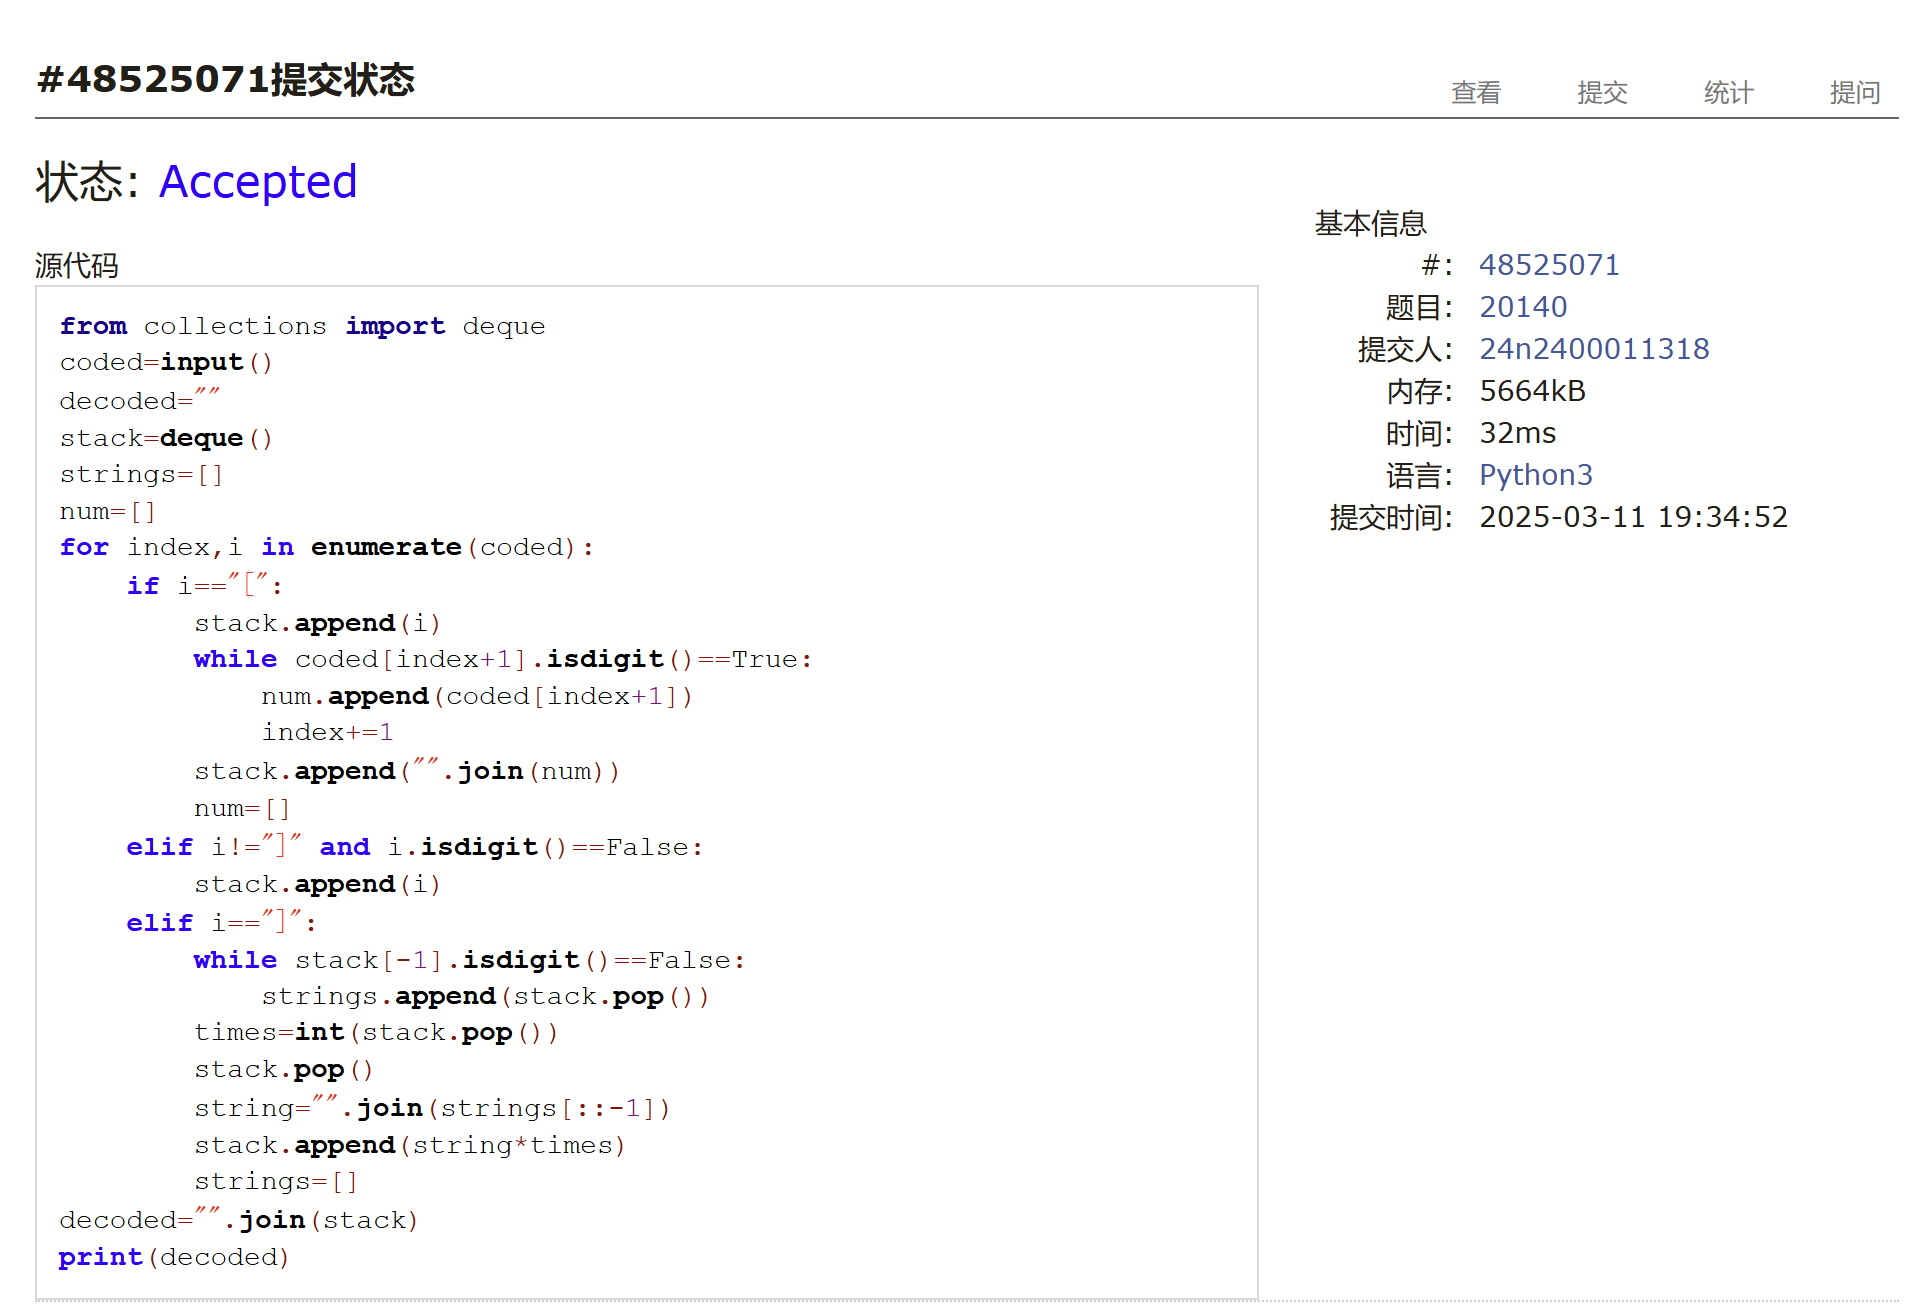 #48525071提交状态
查看 提交 统计 提问
状态: Accepted
源代码
from collections import deque
coded=input()
decoded=""
stack=deque()
strings=[]
num=[]
for index,i in enumerate(coded):
    if i=="[":
        stack.append(i)
        while coded[index+1].isdigit()==True:
            num.append(coded[index+1])
            index+=1
        stack.append("".join(num))
        num=[]
    elif i!="]" and i.isdigit()==False:
        stack.append(i)
    elif i=="]":
        while stack[-1].isdigit()==False:
            strings.append(stack.pop())
        times=int(stack.pop())
        stack.pop()
        string="".join(strings[::-1])
        stack.append(string*times)
        strings=[]
decoded="".join(stack)
print(decoded)
基本信息
#: 48525071
题目: 20140
提交人: 24n2400011318
内存: 5664kB
时间: 32ms
语言: Python3
提交时间: 2025-03-11 19:34:52